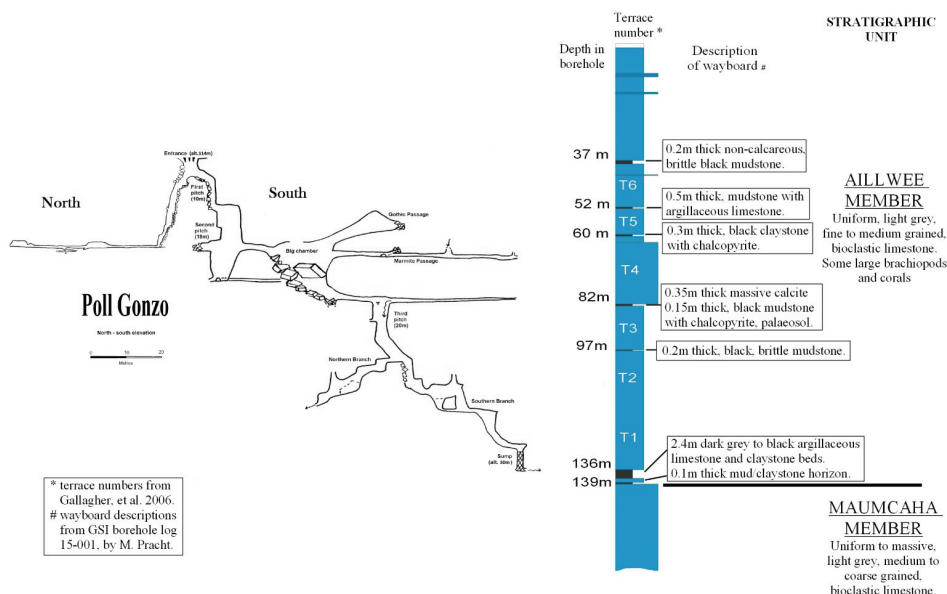 North
Entrance (alt.114m)
First
pitch
(10m)
South
Second
pitch
(18m)
Big chamber
Gothic Passage
Marmite Passage
Third
pitch
(20m)
Northern Branch
Southern Branch
Sump
(alt. 30m)
Poll Gonzo
North - south elevation
0 10 20
Metres
* terrace numbers from
Gallagher, et al. 2006.
# wayboard descriptions
from GSI borehole log
15-001, by M. Pracht.
Terrace
number *
Depth in
borehole
Description
of wayboard #
STRATIGRAPHIC
UNIT
37 m
0.2m thick non-calcareous,
brittle black mudstone.
T6
52 m
0.5m thick, mudstone with
argillaceous limestone.
T5
60 m
0.3m thick, black claystone
with chalcopyrite.
T4
82m
0.35m thick massive calcite
0.15m thick, black mudstone
with chalcopyrite, palaeosol.
T3
97m
0.2m thick, black, brittle mudstone.
T2
T1
136m
2.4m dark grey to black argillaceous
limestone and claystone beds.
0.1m thick mud/claystone horizon.
139m
AILLWEE
MEMBER
Uniform, light grey,
fine to medium grained,
bioclastic limestone.
Some large brachiopods
and corals
MAUMCAHA
MEMBER
Uniform to massive,
light grey, medium to
coarse grained,
bioclastic limestone.